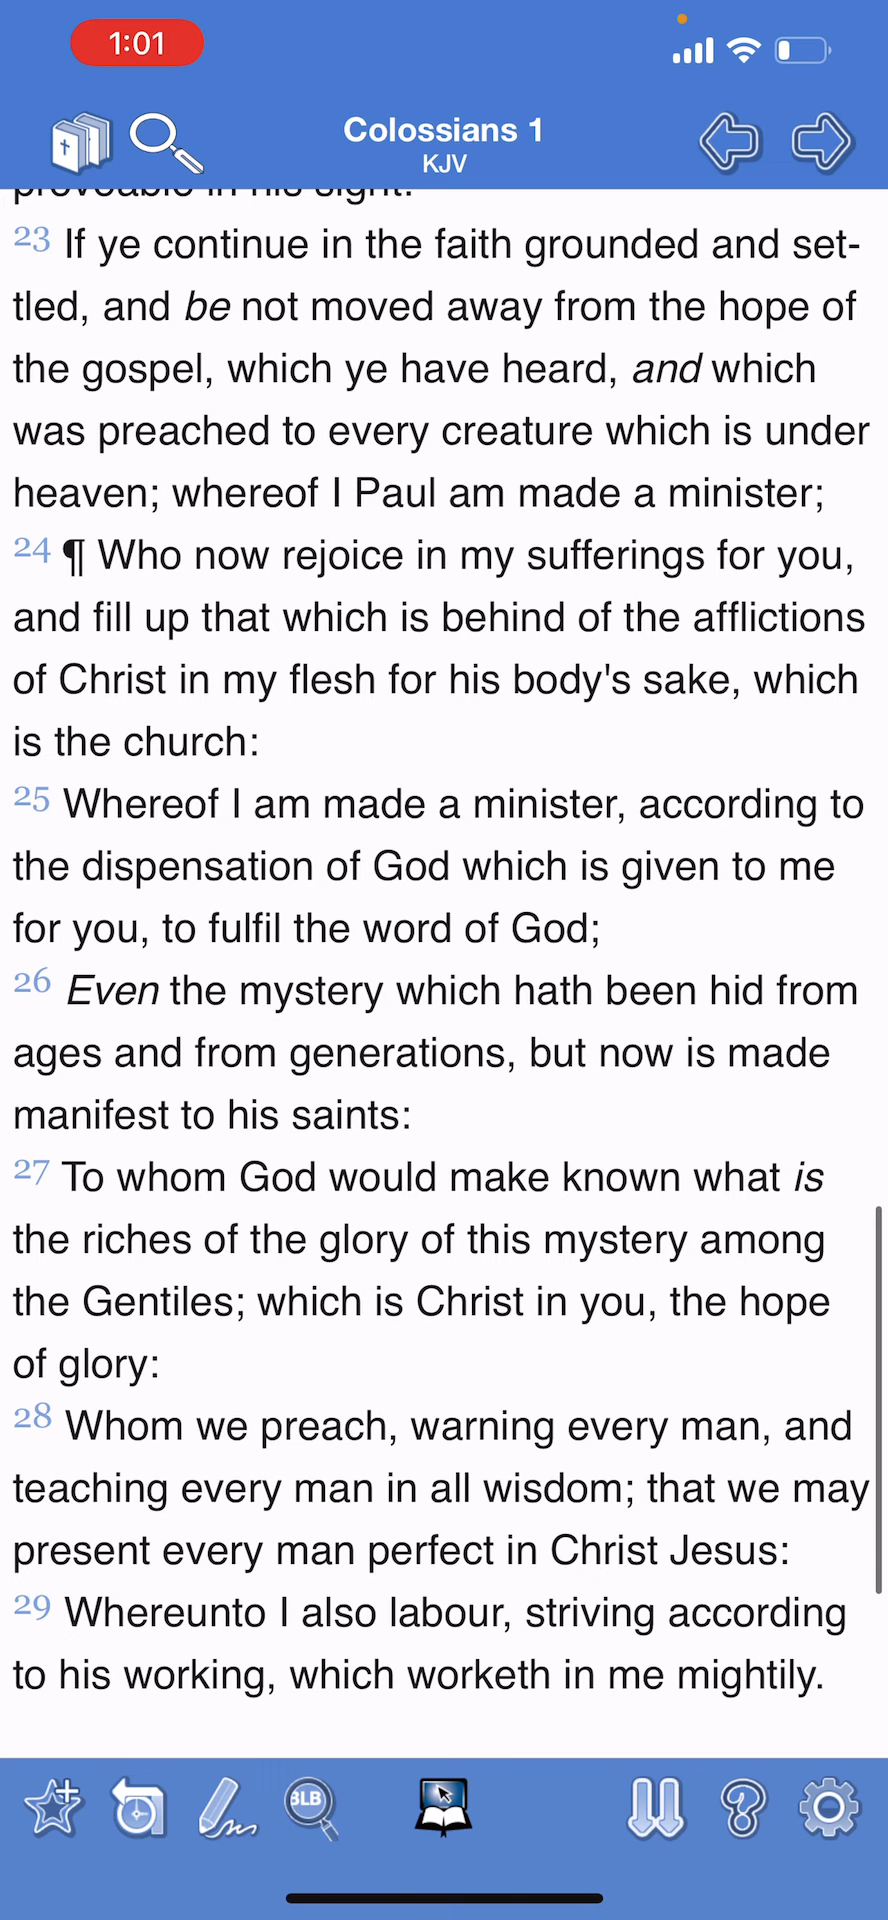 1:01
Colossians 1
KJV
provable in his sight:
23 If ye continue in the faith grounded and set-
tled, and be not moved away from the hope of
the gospel, which ye have heard, and which
was preached to every creature which is under
heaven; whereof I Paul am made a minister;
24 ¶ Who now rejoice in my sufferings for you,
and fill up that which is behind of the afflictions
of Christ in my flesh for his body's sake, which
is the church:
25 Whereof I am made a minister, according to
the dispensation of God which is given to me
for you, to fulfil the word of God;
26 Even the mystery which hath been hid from
ages and from generations, but now is made
manifest to his saints:
27 To whom God would make known what is
the riches of the glory of this mystery among
the Gentiles; which is Christ in you, the hope
of glory:
28 Whom we preach, warning every man, and
teaching every man in all wisdom; that we may
present every man perfect in Christ Jesus:
29 Whereunto I also labour, striving according
to his working, which worketh in me mightily.
BLB